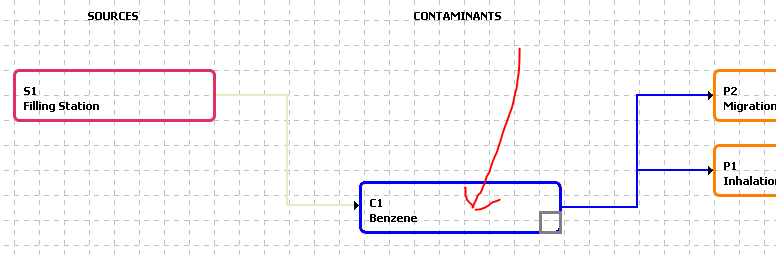 SOURCES
CONTAMINANTS
S1
Filling Station
C1
Benzene
P2
Migration
P1
Inhalation